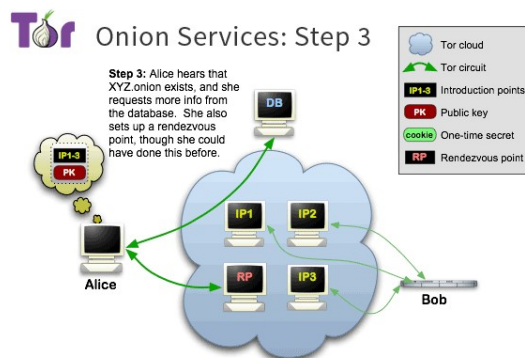 Tor Onion Services: Step 3
Step 3: Alice hears that
XYZ.onion exists, and she
requests more info from
the database. She also
sets up a rendezvous
point, though she could
have done this before.
DB
Tor cloud
Tor circuit
IP1-3 Introduction points
PK Public key
cookie One-time secret
RP Rendezvous point
IP1-3
PK
IP1 IP2
Alice
RP IP3
Bob